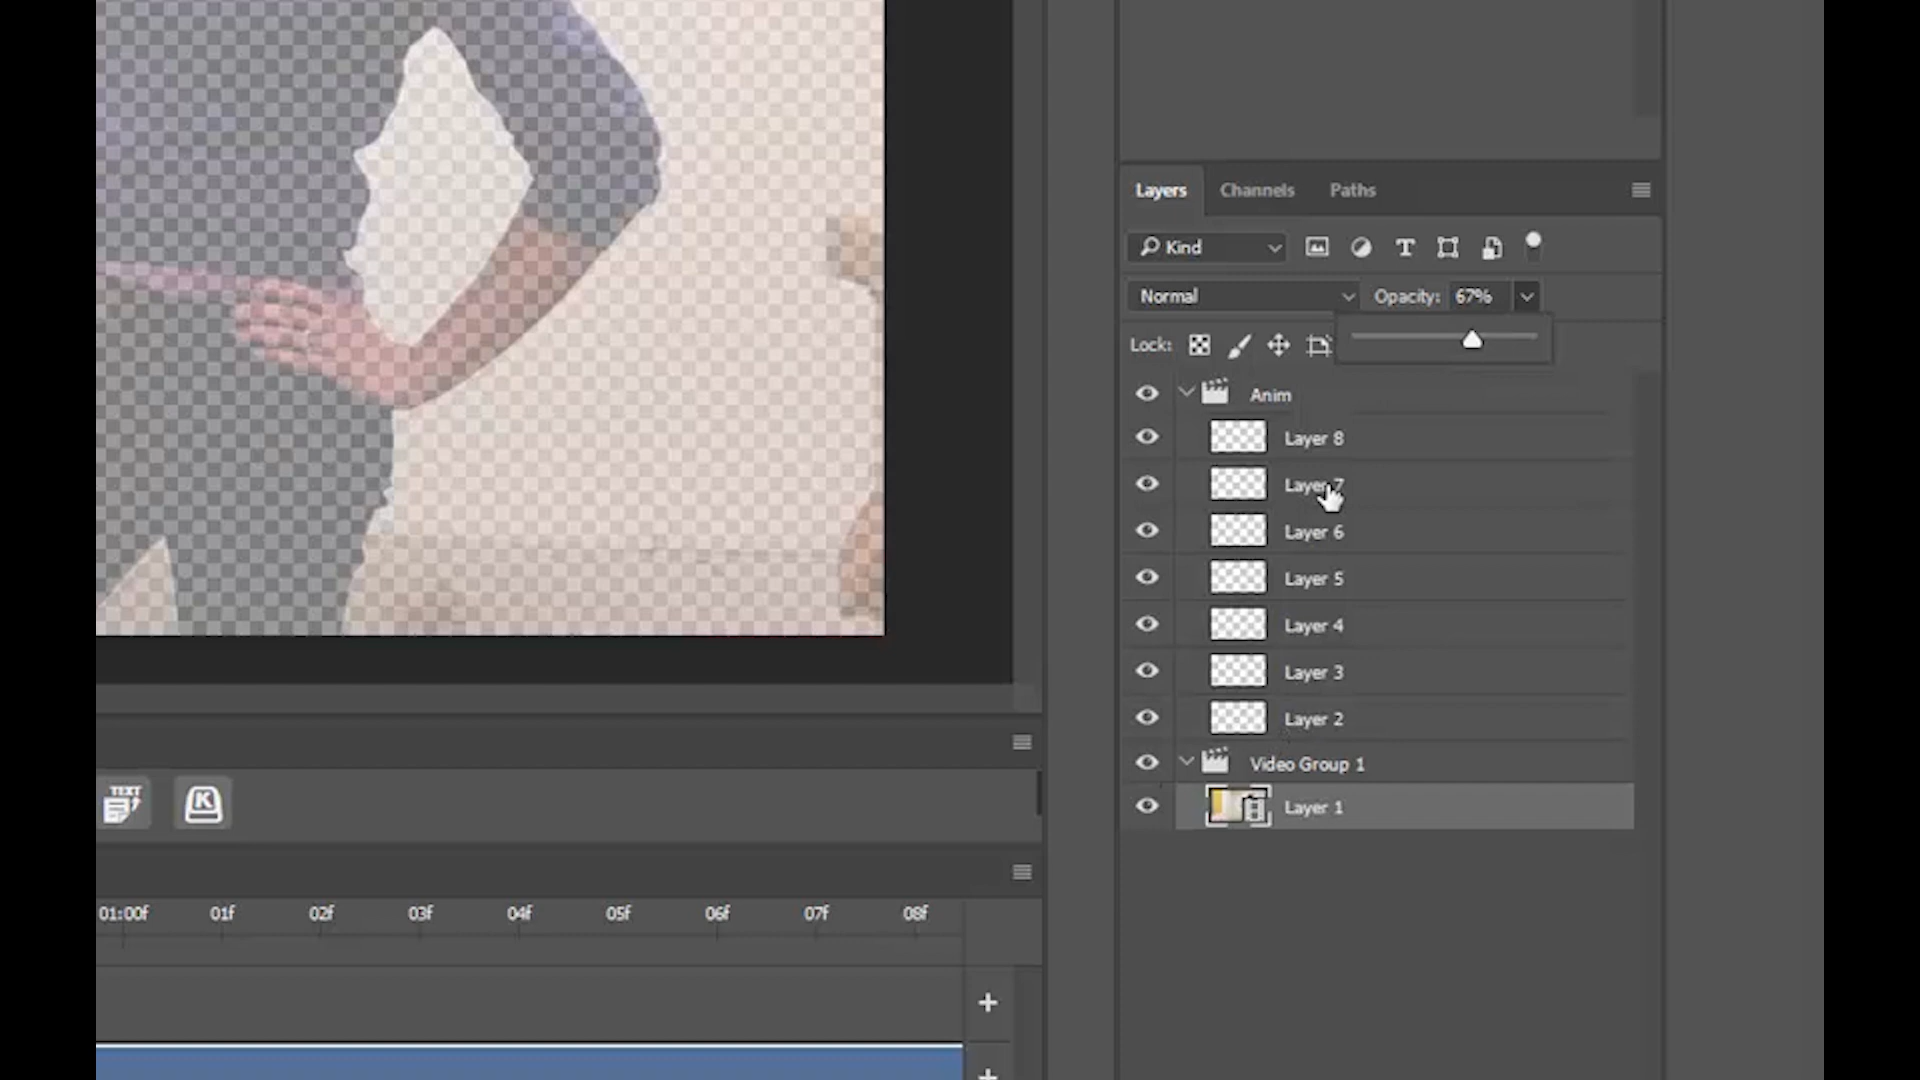 Layers Channels Paths
Kind T
Normal Opacity: 67%
Lock:
Anim
Layer 8
Layer 7
Layer 6
Layer 5
Layer 4
Layer 3
Layer 2
Video Group 1
Layer 1
TEXT K
01:00f 01f 02f 03f 04f 05f 06f 07f 08f